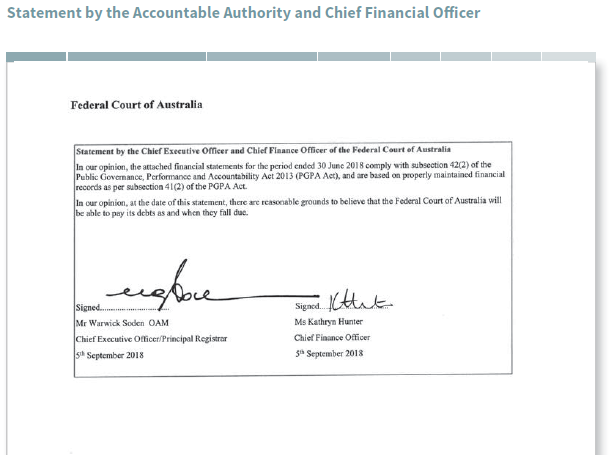 Statement by the Accountable Authority and Chief Financial Officer
Federal Court of Australia
Statement by the Chief Executive Officer and Chief Finance Officer of the Federal Court of Australia
In our opinion, the attached financial statements for the period ended 30 June 2018 comply with subsection 42(2) of the
Public Governance, Performance and Accountability Act 2013 (PGPA Act), and are based on properly maintained financial
records as per subsection 41(2) of the PGPA Act.
In our opinion, at the date of this statement, there are reasonable grounds to believe that the Federal Court of Australia will
be able to pay its debts as and when they fall due.
Signed........................
Signed....
Mr Warwick Soden OAM
Ms Kathryn Hunter
Chief Executive Officer/Principal Registrar
Chief Finance Officer
5th September 2018
5th September 2018